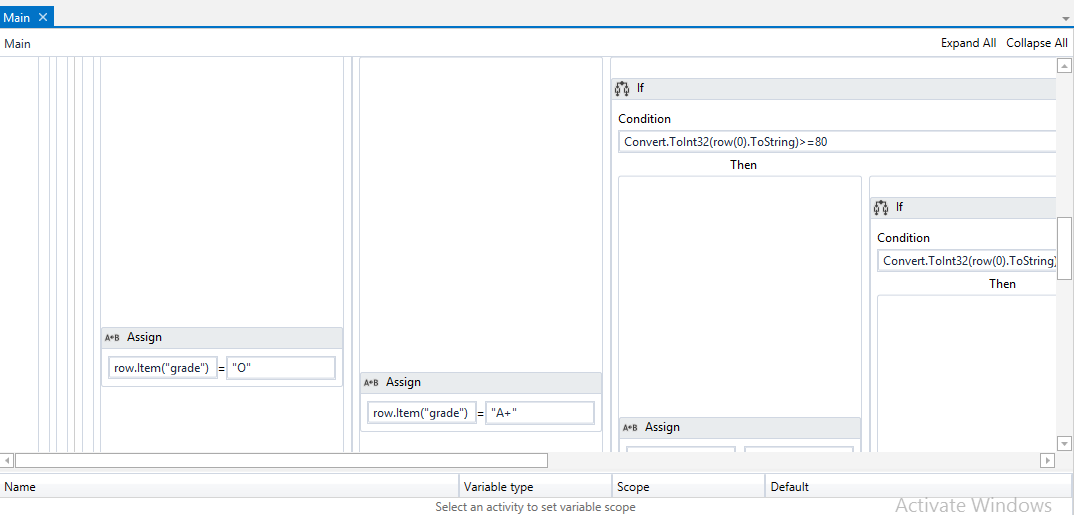 Main
Main
Expand All Collapse All
If
Condition
Convert.ToInt32(row(0).ToString)>=80
Then
If
Condition
Convert.ToInt32(row(0).ToString)
Then
A+B Assign
row.Item("grade") = "O"
A+B Assign
row.Item("grade") = "A+"
A+B Assign
Name Variable type Scope Default
Select an activity to set variable scope
Activate Windows